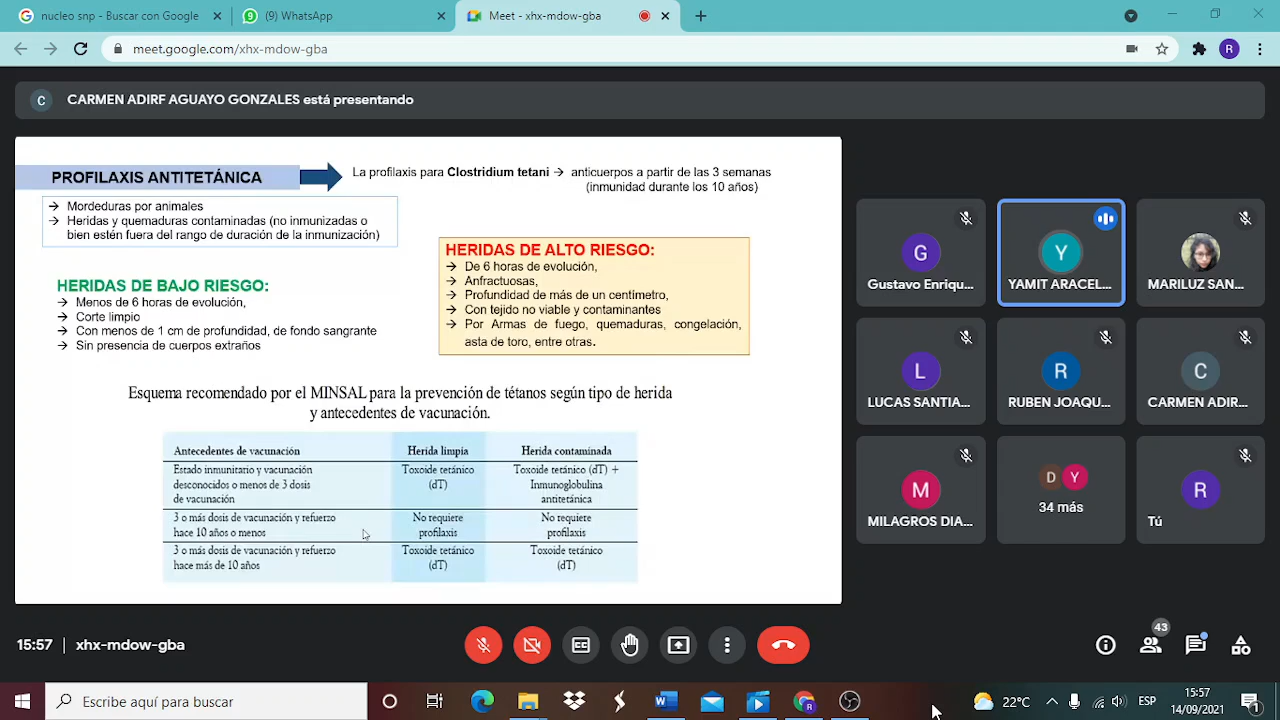 nucleo snp - Buscar con Google
(9) WhatsApp
Meet - xhx-mdow-gba
meet.google.com/xhx-mdow-gba
R
C
CARMEN ADIRF AGUAYO GONZALES está presentando
PROFILAXIS ANTITETÁNICA
La profilaxis para Clostridium tetani → anticuerpos a partir de las 3 semanas
(inmunidad durante los 10 años)
→ Mordeduras por animales
→ Heridas y quemaduras contaminadas (no inmunizadas o
bien estén fuera del rango de duración de la inmunización)
HERIDAS DE BAJO RIESGO:
→ Menos de 6 horas de evolución,
→ Corte limpio
→ Con menos de 1 cm de profundidad, de fondo sangrante
→ Sin presencia de cuerpos extraños
HERIDAS DE ALTO RIESGO:
→ De 6 horas de evolución,
→ Anfractuosas,
→ Profundidad de más de un centímetro,
→ Con tejido no viable y contaminantes
→ Por Armas de fuego, quemaduras, congelación,
asta de toro, entre otras.
Esquema recomendado por el MINSAL para la prevención de tétanos según tipo de herida
y antecedentes de vacunación.
Antecedentes de vacunación Herida limpia Herida contaminada
Estado inmunitario y vacunación Toxoide tetánico Toxoide tetánico (dT) +
desconocidos o menos de 3 dosis (dT) Inmunoglobulina
de vacunación antitetánica
3 o más dosis de vacunación y refuerzo No requiere No requiere
hace 10 años o menos profilaxis profilaxis
3 o más dosis de vacunación y refuerzo Toxoide tetánico Toxoide tetánico
hace más de 10 años (dT) (dT)
G
Gustavo Enriqu...
Y
YAMIT ARACEL...
MARILUZ SAN...
L
LUCAS SANTIA...
R
RUBEN JOAQU...
C
CARMEN ADIR...
M
MILAGROS DIA...
D Y
34 más
R
Tú
15:57 | xhx-mdow-gba
43
Escribe aquí para buscar
22°C
ESP
15:57
14/09/2021
1